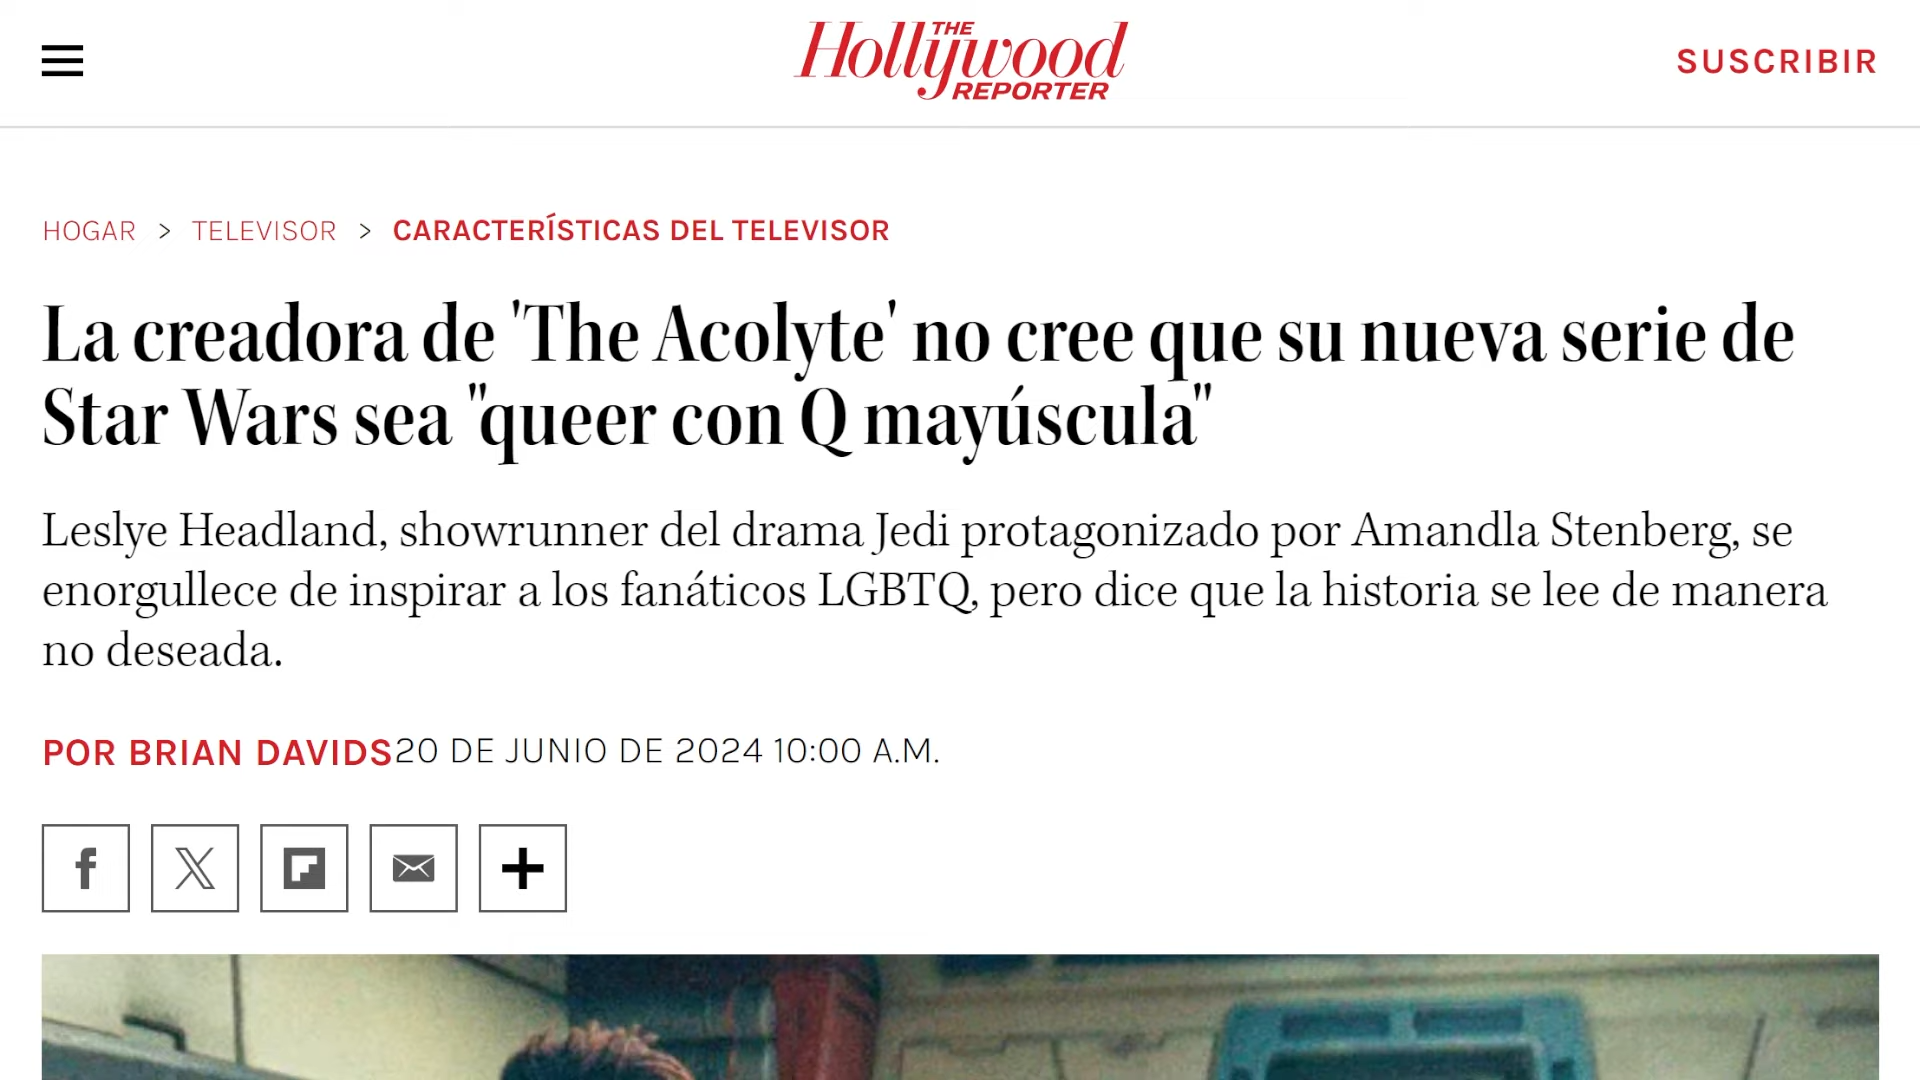 THE
Hollywood
REPORTER
SUSCRIBIR
HOGAR > TELEVISOR > CARACTERÍSTICAS DEL TELEVISOR
La creadora de 'The Acolyte' no cree que su nueva serie de
Star Wars sea "queer con Q mayúscula"
Leslye Headland, showrunner del drama Jedi protagonizado por Amandla Stenberg, se
enorgullece de inspirar a los fanáticos LGBTQ, pero dice que la historia se lee de manera
no deseada.
POR BRIAN DAVIDS20 DE JUNIO DE 2024 10:00 A.M.